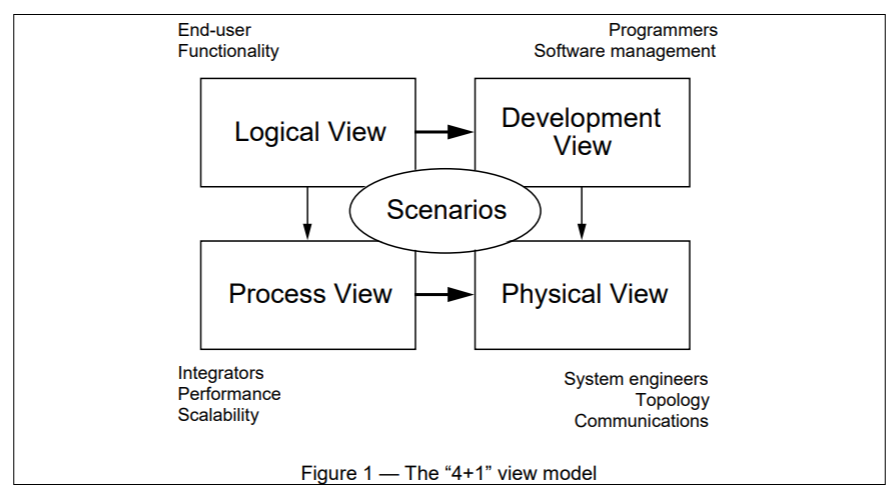 End-user
Functionality
Programmers
Software management
Logical View
Development
View
Scenarios
Process View
Physical View
Integrators
Performance
Scalability
System engineers
Topology
Communications
Figure 1 — The “4+1” view model